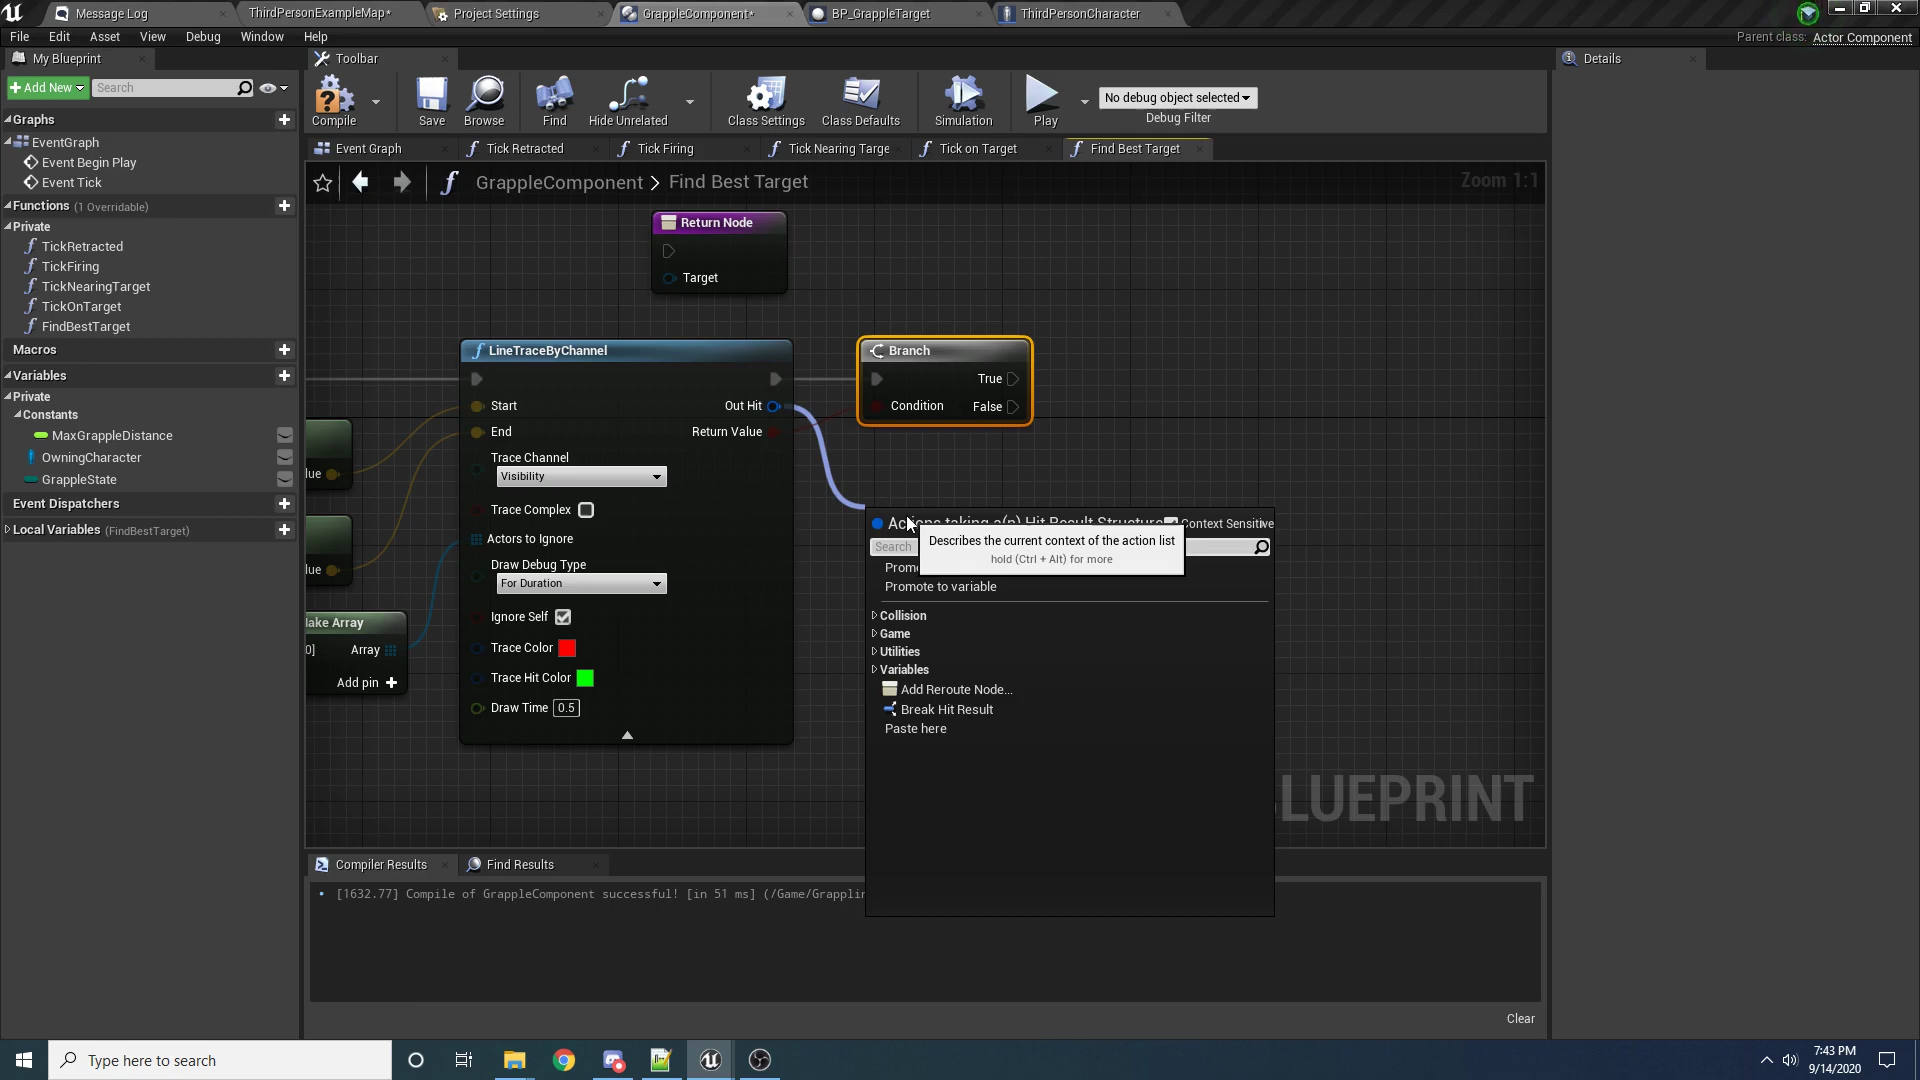 Message Log
ThirdPersonExampleMap*
Project Settings
GrappleComponent*
BP_GrappleTarget
ThirdPersonCharacter
File Edit Asset View Debug Window Help
Parent class: Actor Component
My Blueprint
Toolbar
Details
Add New
Search
Compile
Save
Browse
Find
Hide Unrelated
Class Settings
Class Defaults
Simulation
Play
No debug object selected
Debug Filter
Graphs
EventGraph
Event Begin Play
Event Tick
Functions (1 Overridable)
Private
TickRetracted
TickFiring
TickNearingTarget
TickOnTarget
FindBestTarget
Macros
Variables
Private
Constants
MaxGrappleDistance
OwningCharacter
GrappleState
Event Dispatchers
Local Variables (FindBestTarget)
Event Graph
Tick Retracted
Tick Firing
Tick Nearing Targe
Tick on Target
Find Best Target
GrappleComponent > Find Best Target
Zoom 1:1
Return Node
Target
LineTraceByChannel
Start
End
Out Hit
Return Value
Trace Channel
Visibility
Trace Complex
Actors to Ignore
Draw Debug Type
For Duration
Ignore Self
Trace Color
Trace Hit Color
Draw Time 0.5
Branch
True
Condition
False
lue
lue
lake Array
0]
Array
Add pin +
Actions taking a(n) Hit Result Structure
Context Sensitive
Search
Describes the current context of the action list
hold (Ctrl + Alt) for more
Promo
Promote to variable
Collision
Game
Utilities
Variables
Add Reroute Node...
Break Hit Result
Paste here
LUEPRINT
Compiler Results
Find Results
[1632.77] Compile of GrappleComponent successful! [in 51 ms] (/Game/Grapplin
Clear
Type here to search
7:43 PM
9/14/2020